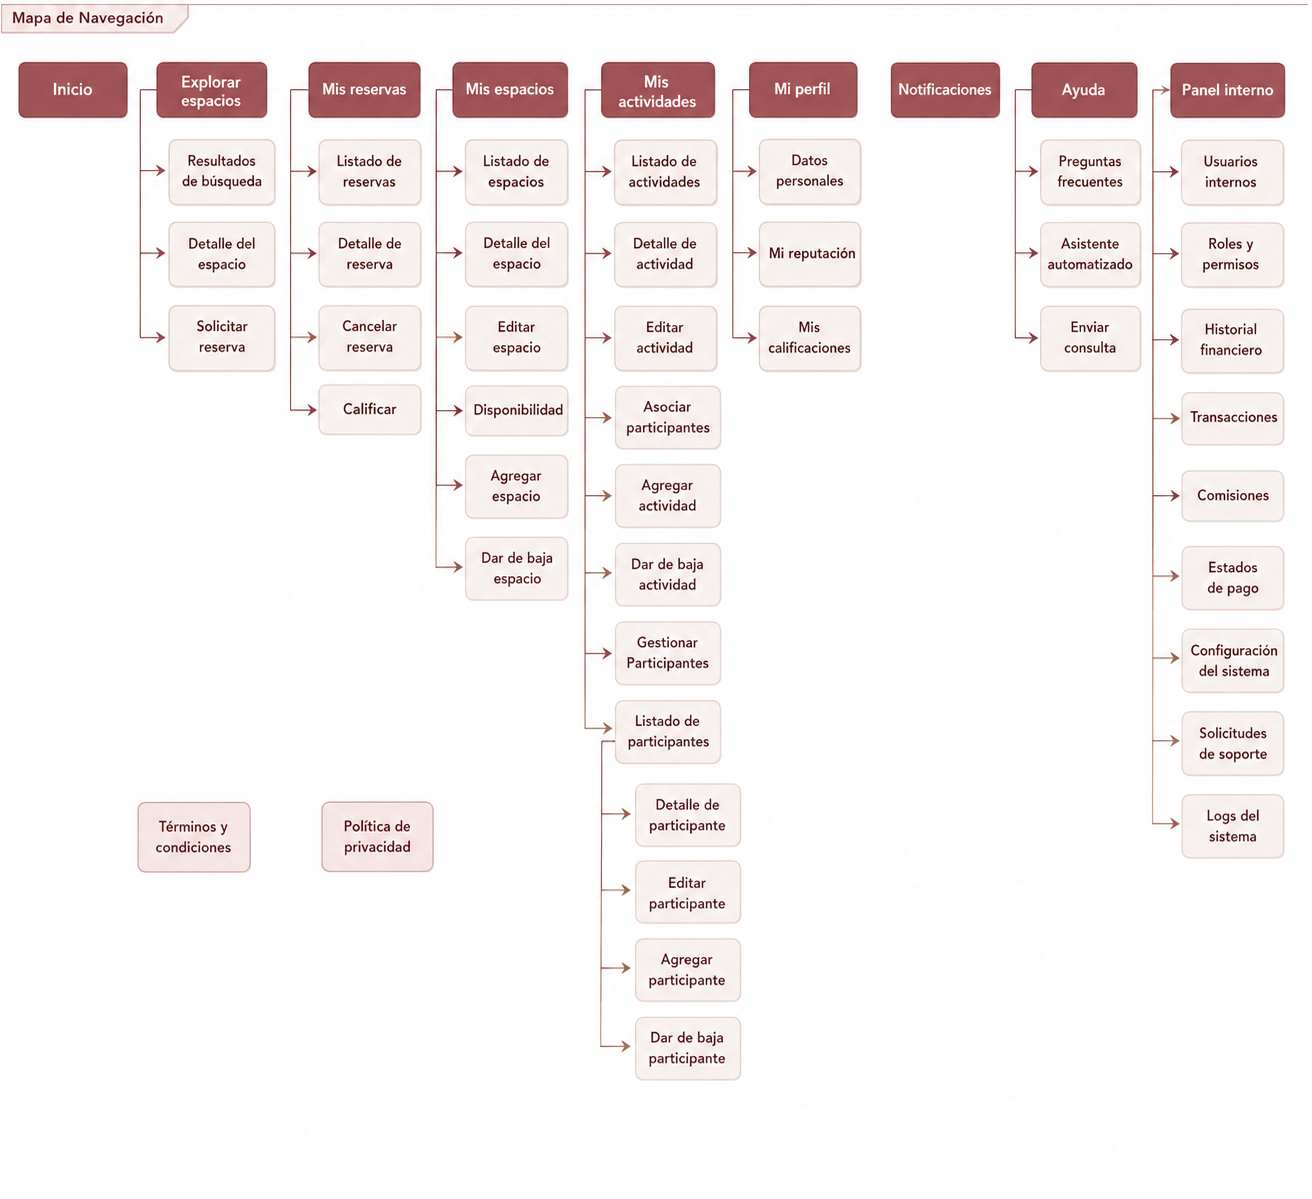 Mapa de Navegación
Inicio
Explorar
espacios
Resultados
de búsqueda
Detalle del
espacio
Solicitar
reserva
Mis reservas
Listado de
reservas
Detalle de
reserva
Cancelar
reserva
Calificar
Mis espacios
Listado de
espacios
Detalle del
espacio
Editar
espacio
Disponibilidad
Agregar
espacio
Dar de baja
espacio
Mis
actividades
Listado de
actividades
Detalle de
actividad
Editar
actividad
Asociar
participantes
Agregar
actividad
Dar de baja
actividad
Gestionar
Participantes
Listado de
participantes
Detalle de
participante
Editar
participante
Agregar
participante
Dar de baja
participante
Mi perfil
Datos
personales
Mi reputación
Mis
calificaciones
Notificaciones
Ayuda
Preguntas
frecuentes
Asistente
automatizado
Enviar
consulta
Panel interno
Usuarios
internos
Roles y
permisos
Historial
financiero
Transacciones
Comisiones
Estados
de pago
Configuración
del sistema
Solicitudes
de soporte
Logs del
sistema
Términos y
condiciones
Política de
privacidad